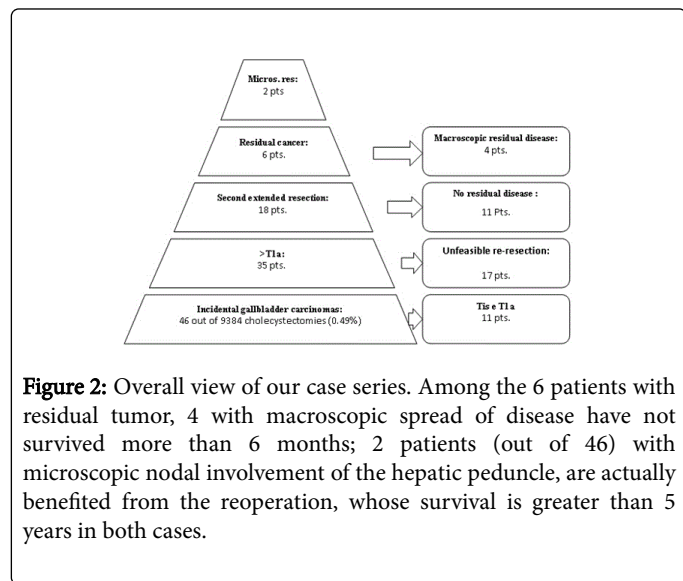 Micros. res:
2 pts
Residual cancer:
6 pts.
Macroscopic residual disease:
4 pts.
Second extended resection:
18 pts.
No residual disease :
11 Pts.
>T1a:
35 pts.
Unfeasible re-resection:
17 pts.
Incidental gallbladder carcinomas:
46 out of 9384 cholecystectomies (0.49%)
Tis e T1a
11 pts.
Figure 2: Overall view of our case series. Among the 6 patients with
residual tumor, 4 with macroscopic spread of disease have not
survived more than 6 months; 2 patients (out of 46) with
microscopic nodal involvement of the hepatic peduncle, are actually
benefited from the reoperation, whose survival is greater than 5
years in both cases.